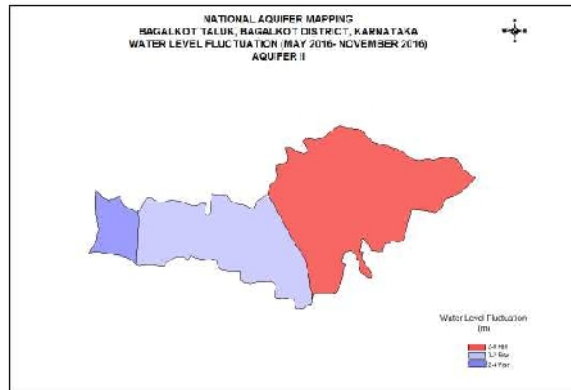 NATIONAL AQUIFER MAPPING
BAGALKOT TALUK, BAGALKOT DISTRICT, KARNATAKA
WATER LEVEL FLUCTUATION (MAY 2016- NOVEMBER 2016)
AQUIFER II
Water Level Fluctuation
(m)